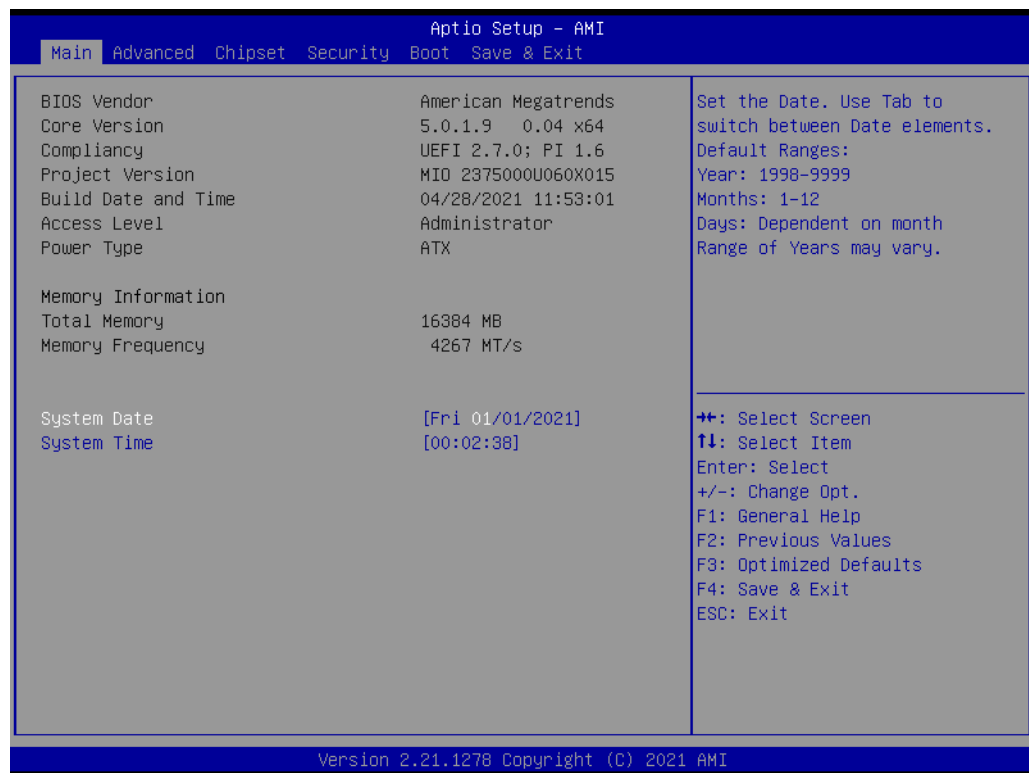 Aptio Setup – AMI
Main Advanced Chipset Security Boot Save & Exit
BIOS Vendor American Megatrends
Core Version 5.0.1.9 0.04 x64
Compliancy UEFI 2.7.0; PI 1.6
Project Version MIO 2375000U060X015
Build Date and Time 04/28/2021 11:53:01
Access Level Administrator
Power Type ATX
Memory Information
Total Memory 16384 MB
Memory Frequency 4267 MT/s
System Date [Fri 01/01/2021]
System Time [00:02:38]
Set the Date. Use Tab to
switch between Date elements.
Default Ranges:
Year: 1998-9999
Months: 1-12
Days: Dependent on month
Range of Years may vary.
→←: Select Screen
↑↓: Select Item
Enter: Select
+/-: Change Opt.
F1: General Help
F2: Previous Values
F3: Optimized Defaults
F4: Save & Exit
ESC: Exit
Version 2.21.1278 Copyright (C) 2021 AMI